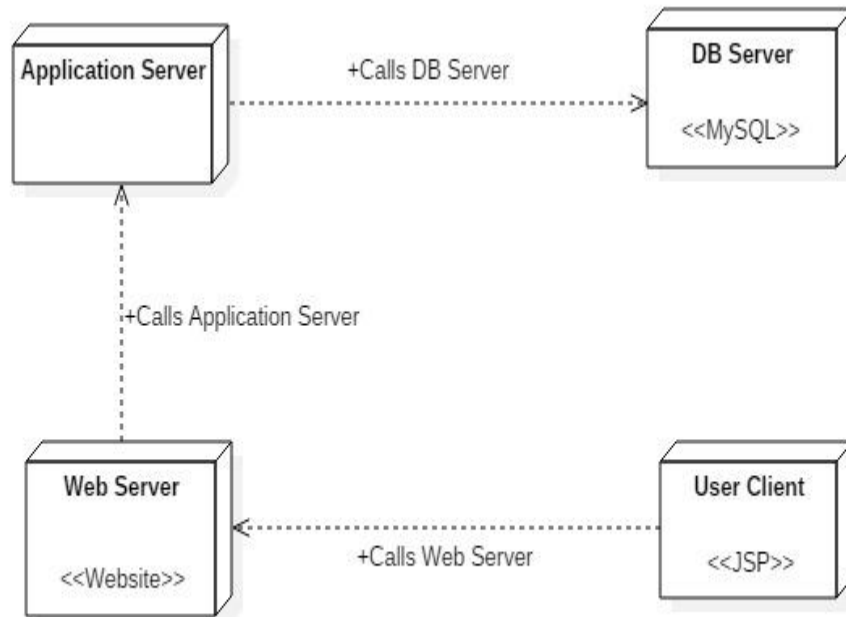 Application Server
+Calls DB Server
DB Server
<<MySQL>>
+Calls Application Server
Web Server
<<Website>>
+Calls Web Server
User Client
<<JSP>>